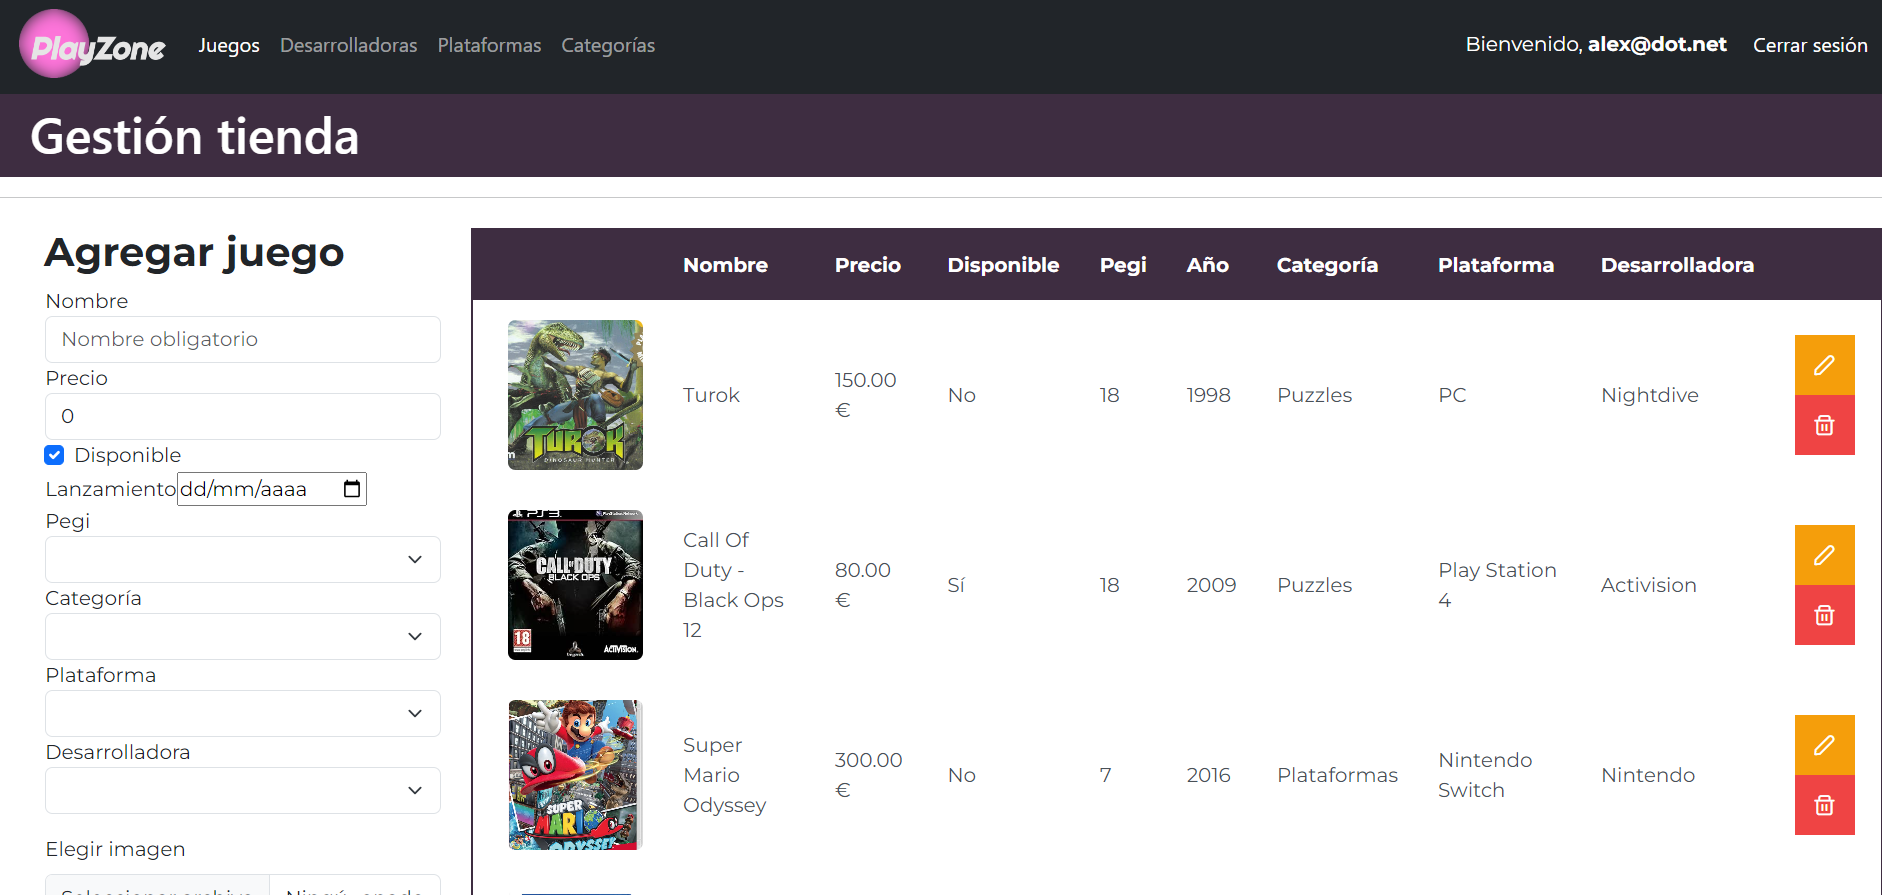 PlayZone
Juegos Desarrolladoras Plataformas Categorías
Bienvenido, alex@dot.net Cerrar sesión
Gestión tienda
Agregar juego
Nombre
Nombre obligatorio
Precio
0
Disponible
Lanzamiento dd/mm/aaaa
Pegi
Categoría
Plataforma
Desarrolladora
Elegir imagen
Nombre Precio Disponible Pegi Año Categoría Plataforma Desarrolladora
TUROK
DINOSAUR HUNTER
Turok
150.00
€
No
18
1998
Puzzles
PC
Nightdive
PS3
CALL OF DUTY
BLACK OPS
18
ACTIVISION
Call Of
Duty -
Black Ops
12
80.00
€
Sí
18
2009
Puzzles
Play Station
4
Activision
SUPER
MARIO
ODYSSEY
Super
Mario
Odyssey
300.00
€
No
7
2016
Plataformas
Nintendo
Switch
Nintendo